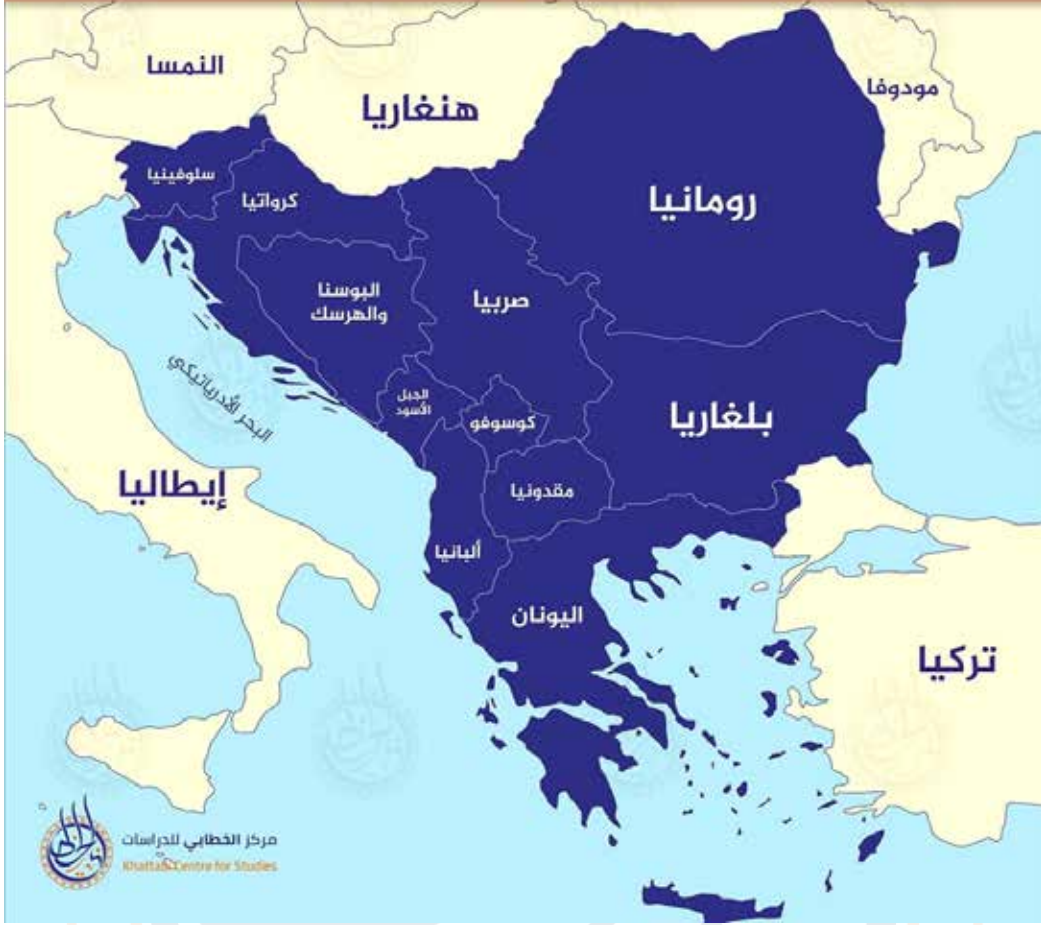 النمسا
هنغاريا
مودوفا
سلوفينيا
كرواتيا
رومانيا
البوسنا
والهرسك
صربيا
الجبل
الأسود
كوسوفو
بلغاريا
البحر الأدرياتيكي
إيطاليا
مقدونيا
ألبانيا
اليونان
تركيا
مركز الخطابي للدراسات
Khattabi Centre for Studies